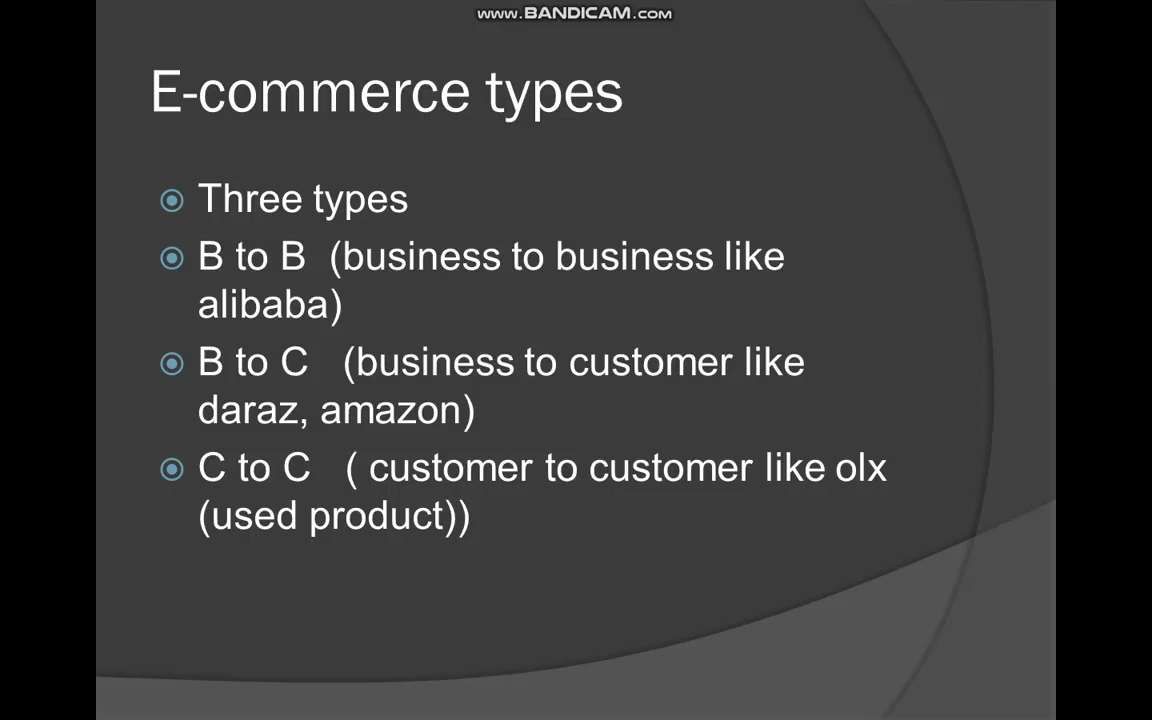 www.BANDICAM.com
E-commerce types
Three types
B to B (business to business like
alibaba)
B to C (business to customer like
daraz, amazon)
C to C ( customer to customer like olx
(used product))